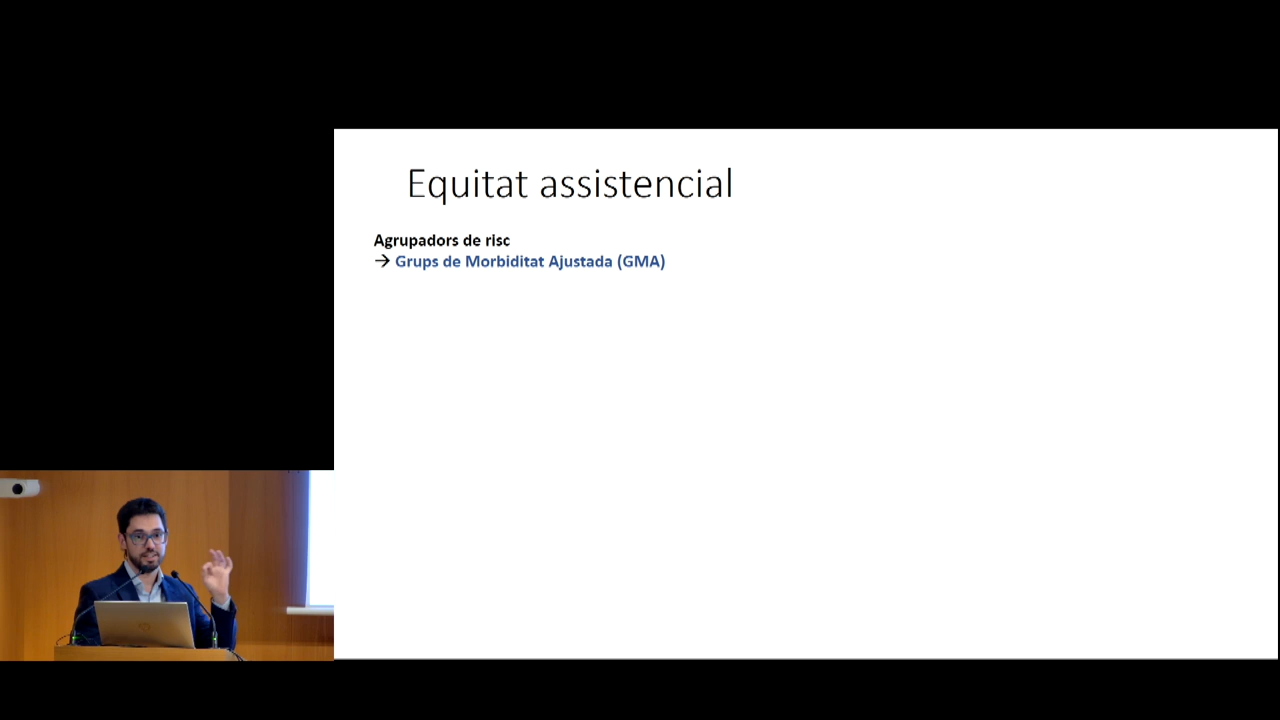 Equitat assistencial
Agrupadors de risc
→ Grups de Morbiditat Ajustada (GMA)